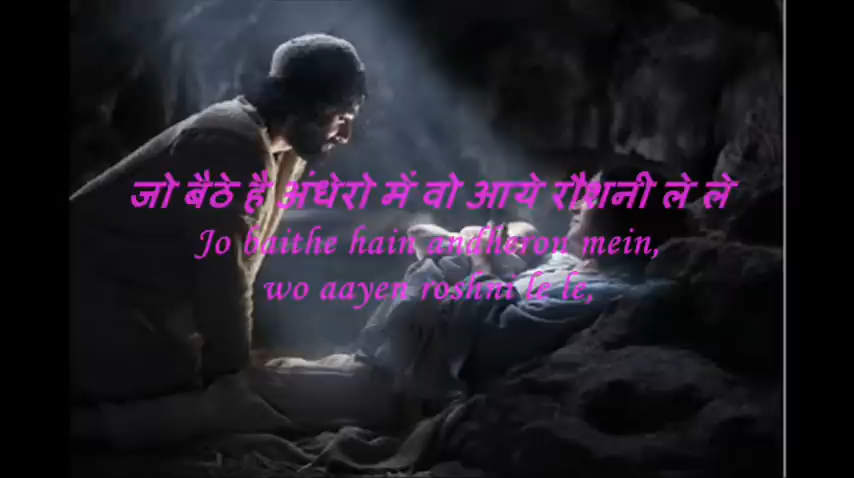 जो बैठे है अंधेरो में वो आये रौशनी ले ले
Jo baithe hain andheron mein,
wo aayen roshni le le,